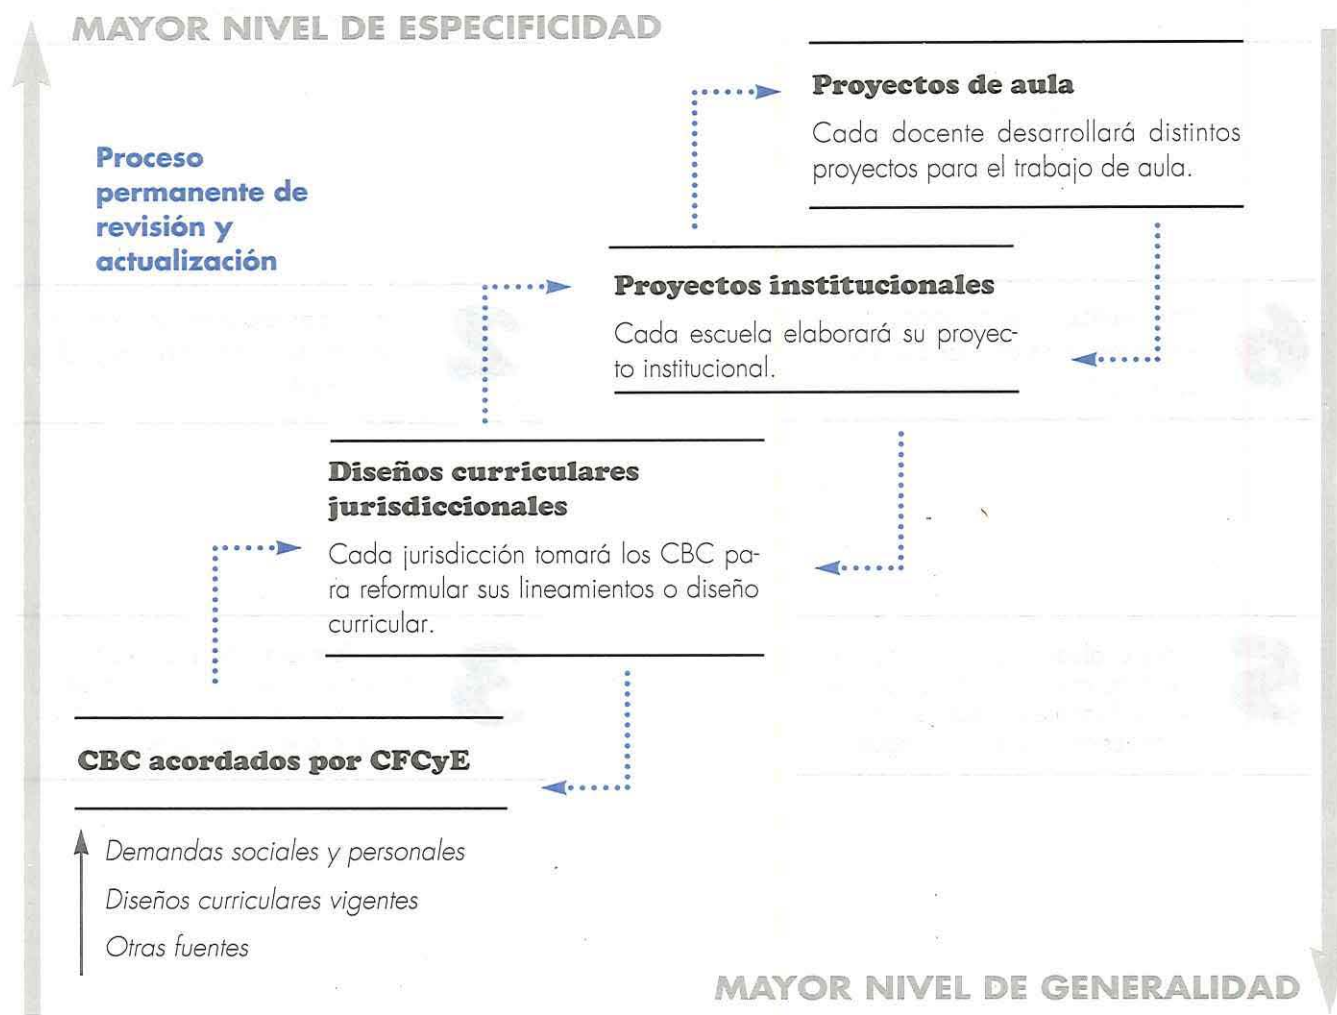 MAYOR NIVEL DE ESPECIFICIDAD
Proyectos de aula
Cada docente desarrollará distintos
proyectos para el trabajo de aula.
Proceso
permanente de
revisión y
actualización
Proyectos institucionales
Cada escuela elaborará su proyec-
to institucional.
Diseños curriculares
jurisdiccionales
Cada jurisdicción tomará los CBC pa-
ra reformular sus lineamientos o diseño
curricular.
CBC acordados por CFCyE
Demandas sociales y personales
Diseños curriculares vigentes
Otras fuentes
MAYOR NIVEL DE GENERALIDAD